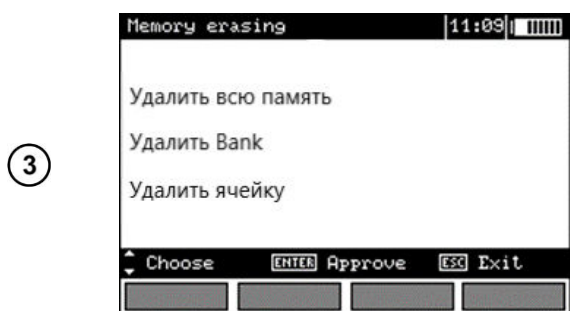 Memory erasing 11:09
Удалить всю память
Удалить Bank
3
Удалить ячейку
Choose ENTER Approve ESC Exit